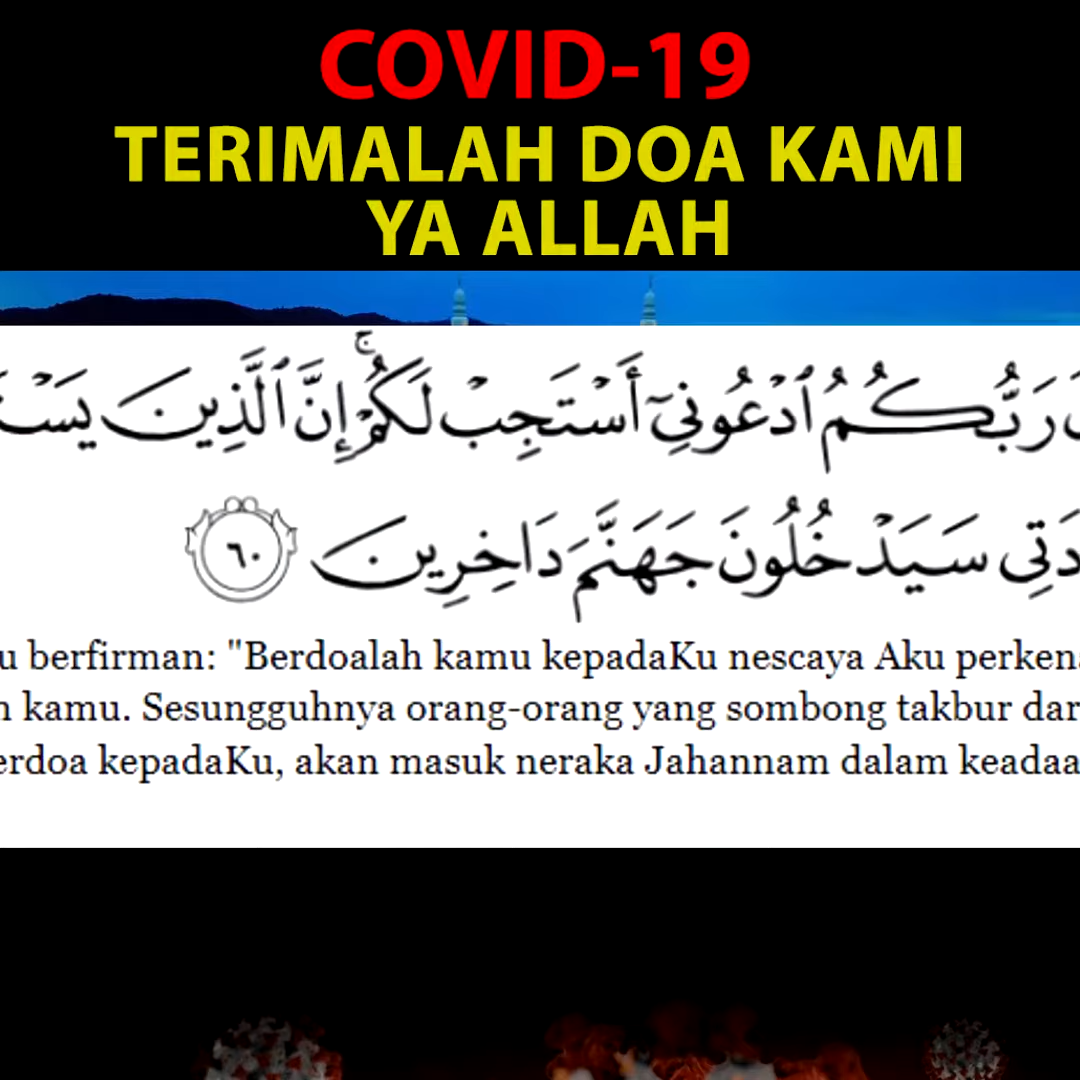 COVID-19
TERIMALAH DOA KAMI
YA ALLAH
رَبُّكُمُ ٱدْعُونِىٓ أَسْتَجِبْ لَكُمْ ۚ إِنَّ ٱلَّذِينَ
سَيَدْخُلُونَ جَهَنَّمَ دَاخِرِينَ ٦٠
berfirman: "Berdoalah kamu kepadaKu nescaya Aku
kamu. Sesungguhnya orang-orang yang sombong takbur
kepadaKu, akan masuk neraka Jahannam dalam